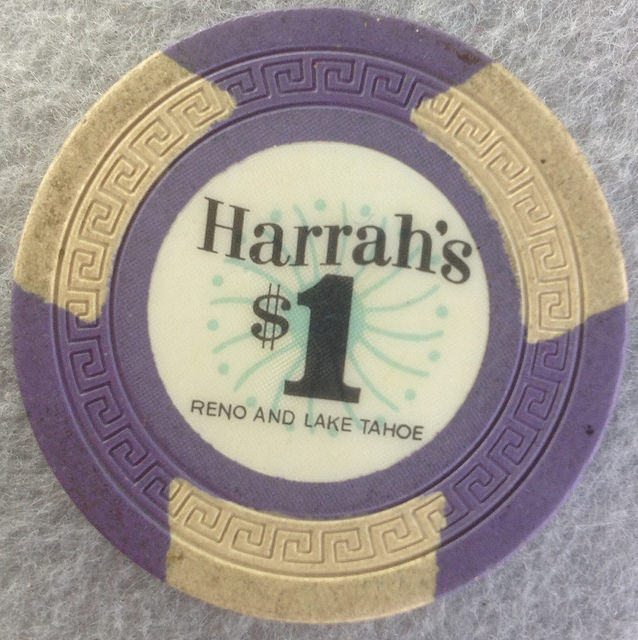 Harrah's
$1
RENO AND LAKE TAHOE